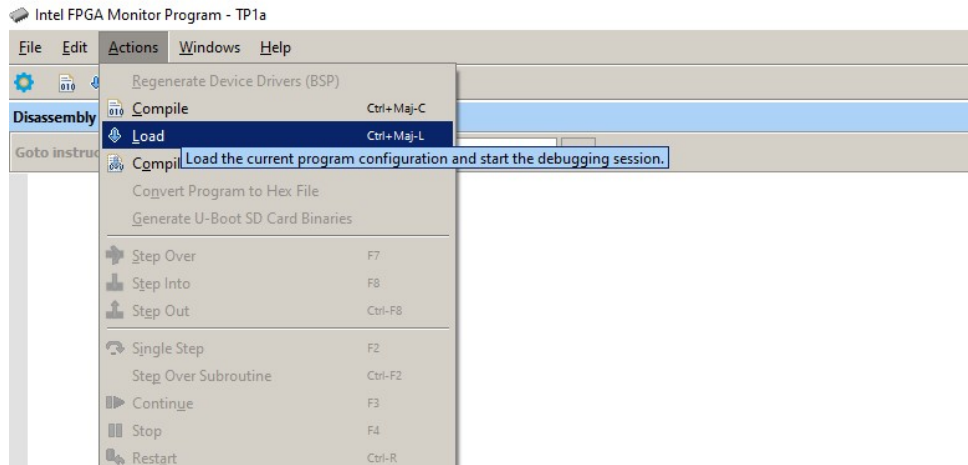 Intel FPGA Monitor Program - TP1a
File Edit Actions Windows Help
Regenerate Device Drivers (BSP)
Compile Ctrl+Maj-C
Disassembly
Load Ctrl+Maj-L
Goto instruc
Compil
Load the current program configuration and start the debugging session.
Convert Program to Hex File
Generate U-Boot SD Card Binaries
Step Over F7
Step Into F8
Step Out Ctrl-F8
Single Step F2
Step Over Subroutine Ctrl-F2
Continue F3
Stop F4
Restart Ctrl-R